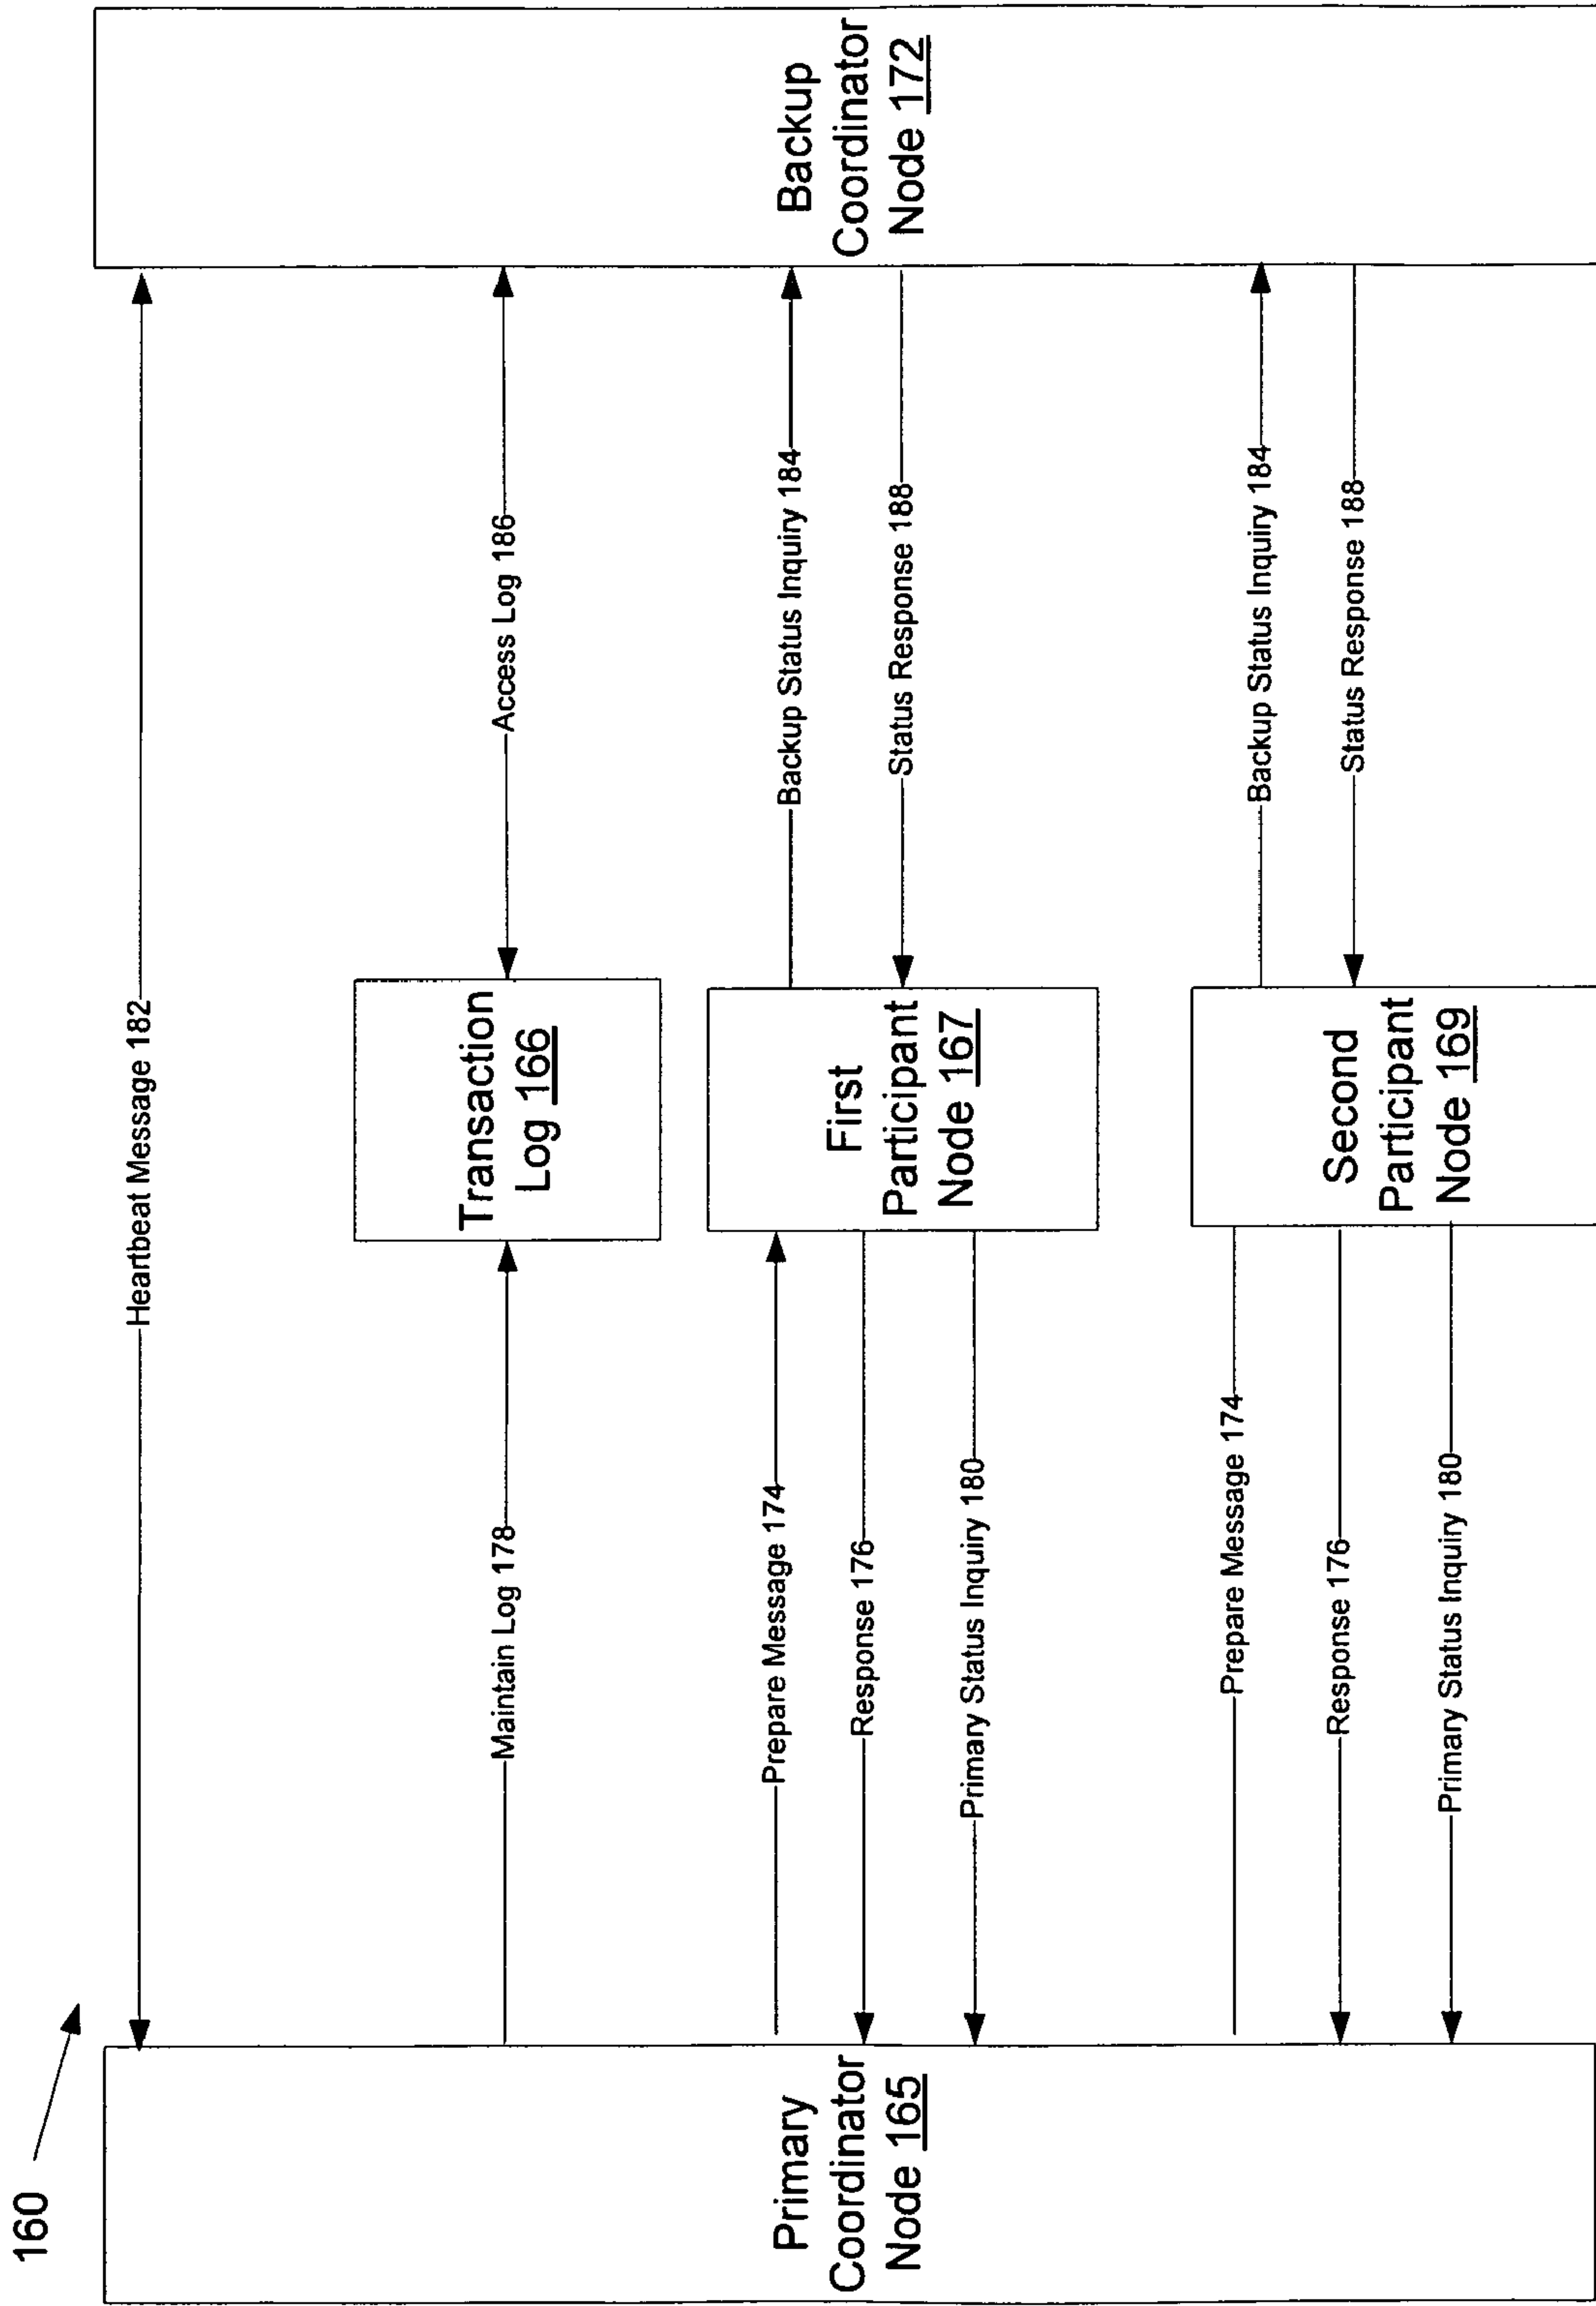 160
Heartbeat Message 182
Maintain Log 178
Access Log 186
Transaction
Log 166
Primary
Coordinator
Node 165
Prepare Message 174
Response 176
Primary Status Inquiry 180
First
Participant
Node 167
Backup Status Inquiry 184
Status Response 188
Backup
Coordinator
Node 172
Prepare Message 174
Response 176
Primary Status Inquiry 180
Second
Participant
Node 169
Backup Status Inquiry 184
Status Response 188